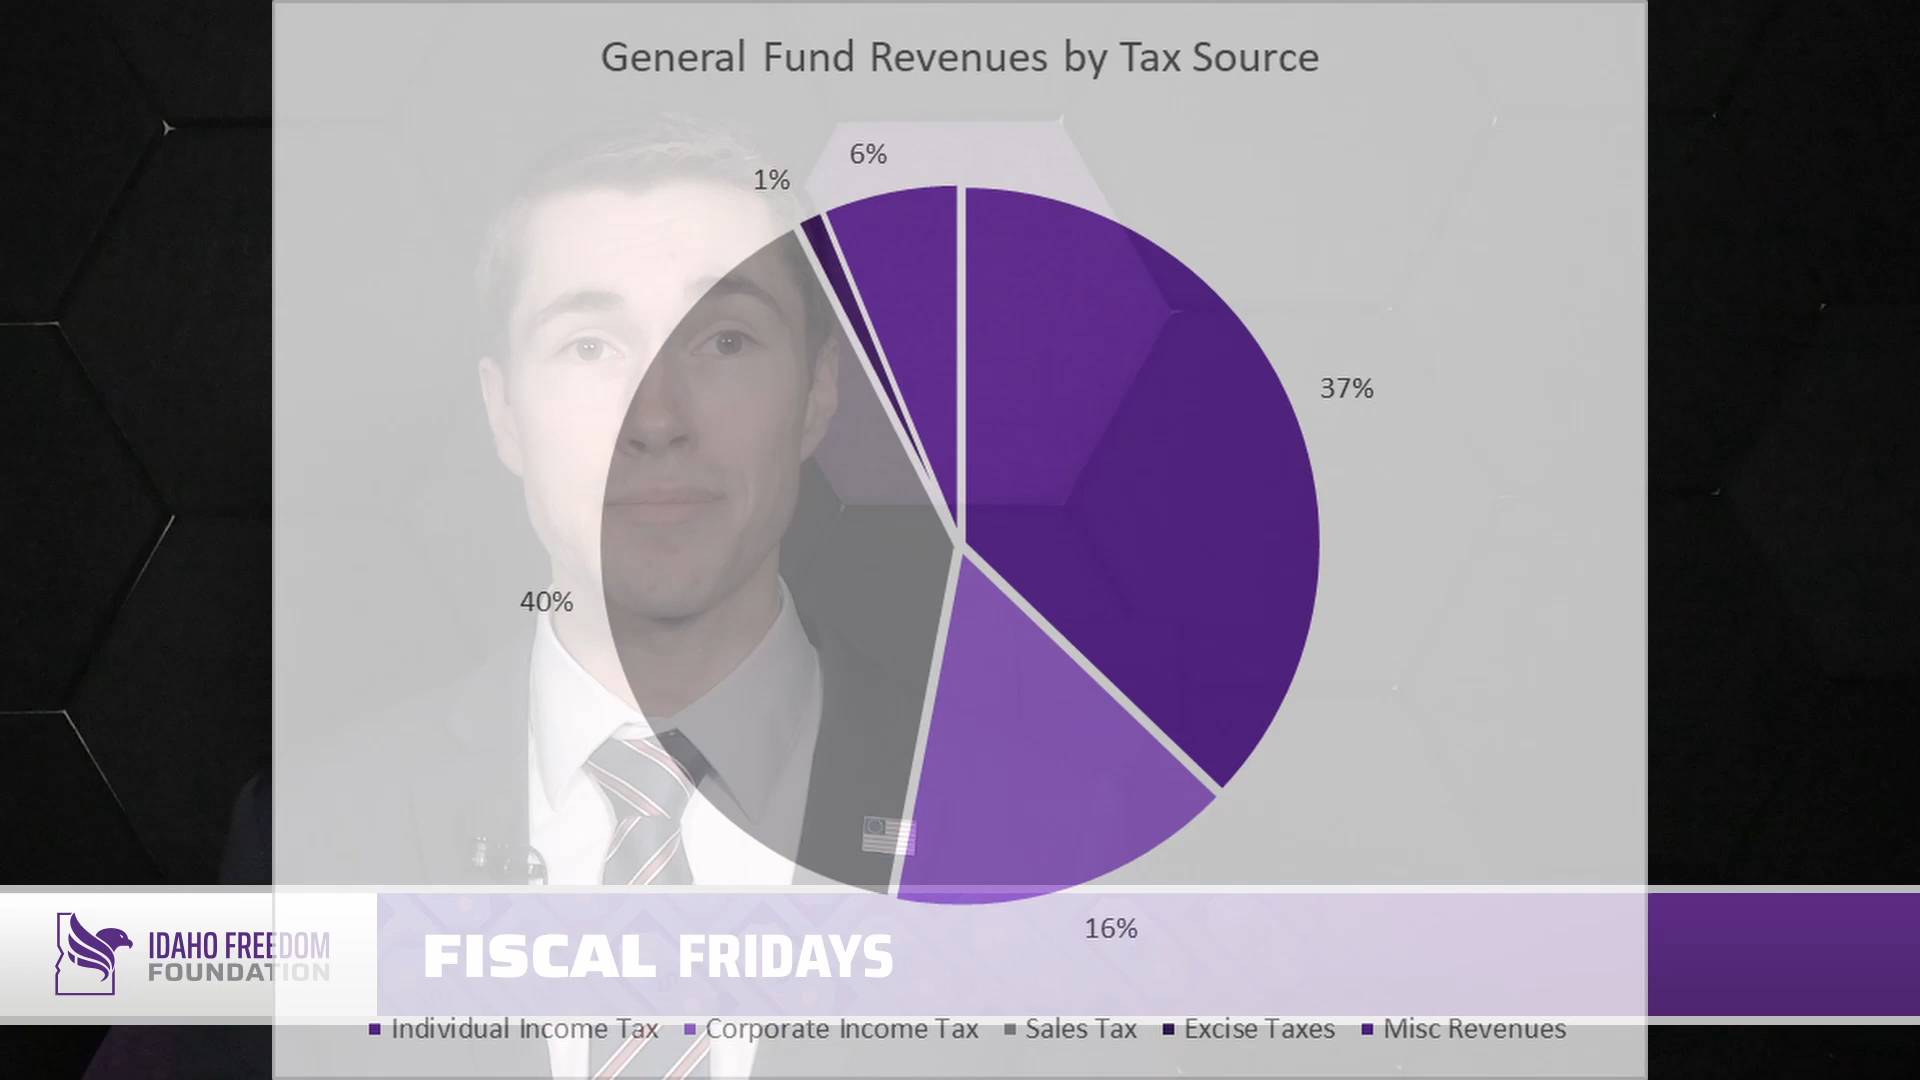 General Fund Revenues by Tax Source
6%
1%
37%
40%
16%
IDAHO FREEDOM
FOUNDATION
FISCAL FRIDAYS
Individual Income Tax Corporate Income Tax Sales Tax Excise Taxes Misc Revenues